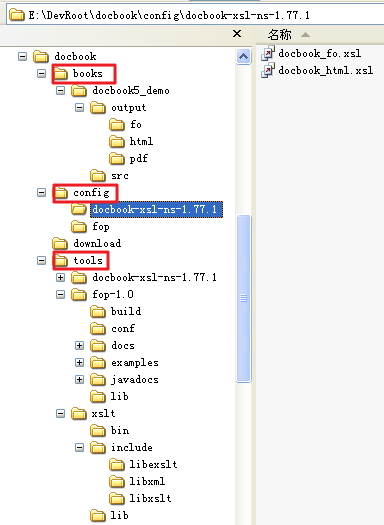 E:\DevRoot\docbook\config\docbook-xsl-ns-1.77.1
名称
docbook
books
docbook5_demo
output
fo
html
pdf
src
config
docbook-xsl-ns-1.77.1
fop
download
tools
docbook-xsl-ns-1.77.1
fop-1.0
build
conf
docs
examples
javadocs
lib
xslt
bin
include
libexslt
libxml
libxslt
lib
docbook_fo.xsl
docbook_html.xsl